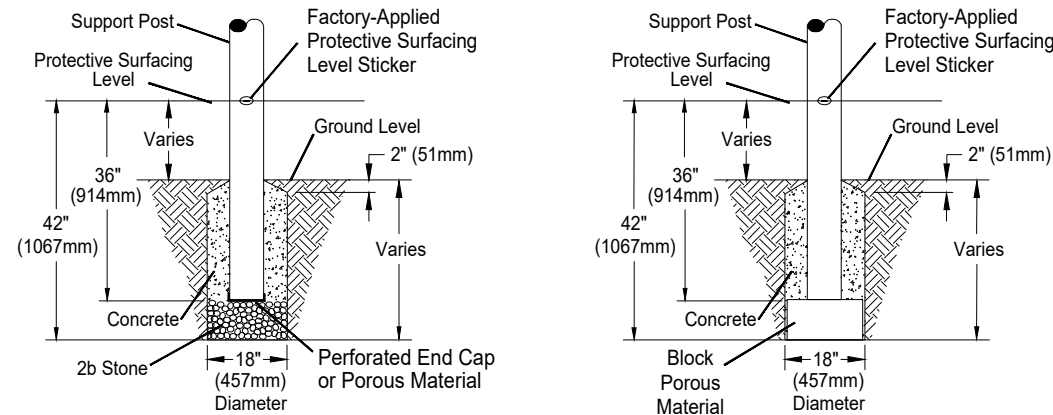 Support Post
Factory-Applied
Protective Surfacing
Level Sticker
Protective Surfacing
Level
Varies
Ground Level
2" (51mm)
36"
(914mm)
42"
(1067mm)
Varies
Concrete
2b Stone
18"
(457mm)
Diameter
Perforated End Cap
or Porous Material
Support Post
Factory-Applied
Protective Surfacing
Level Sticker
Protective Surfacing
Level
Varies
Ground Level
2" (51mm)
36"
(914mm)
42"
(1067mm)
Varies
Concrete
Block
Porous
Material
18"
(457mm)
Diameter